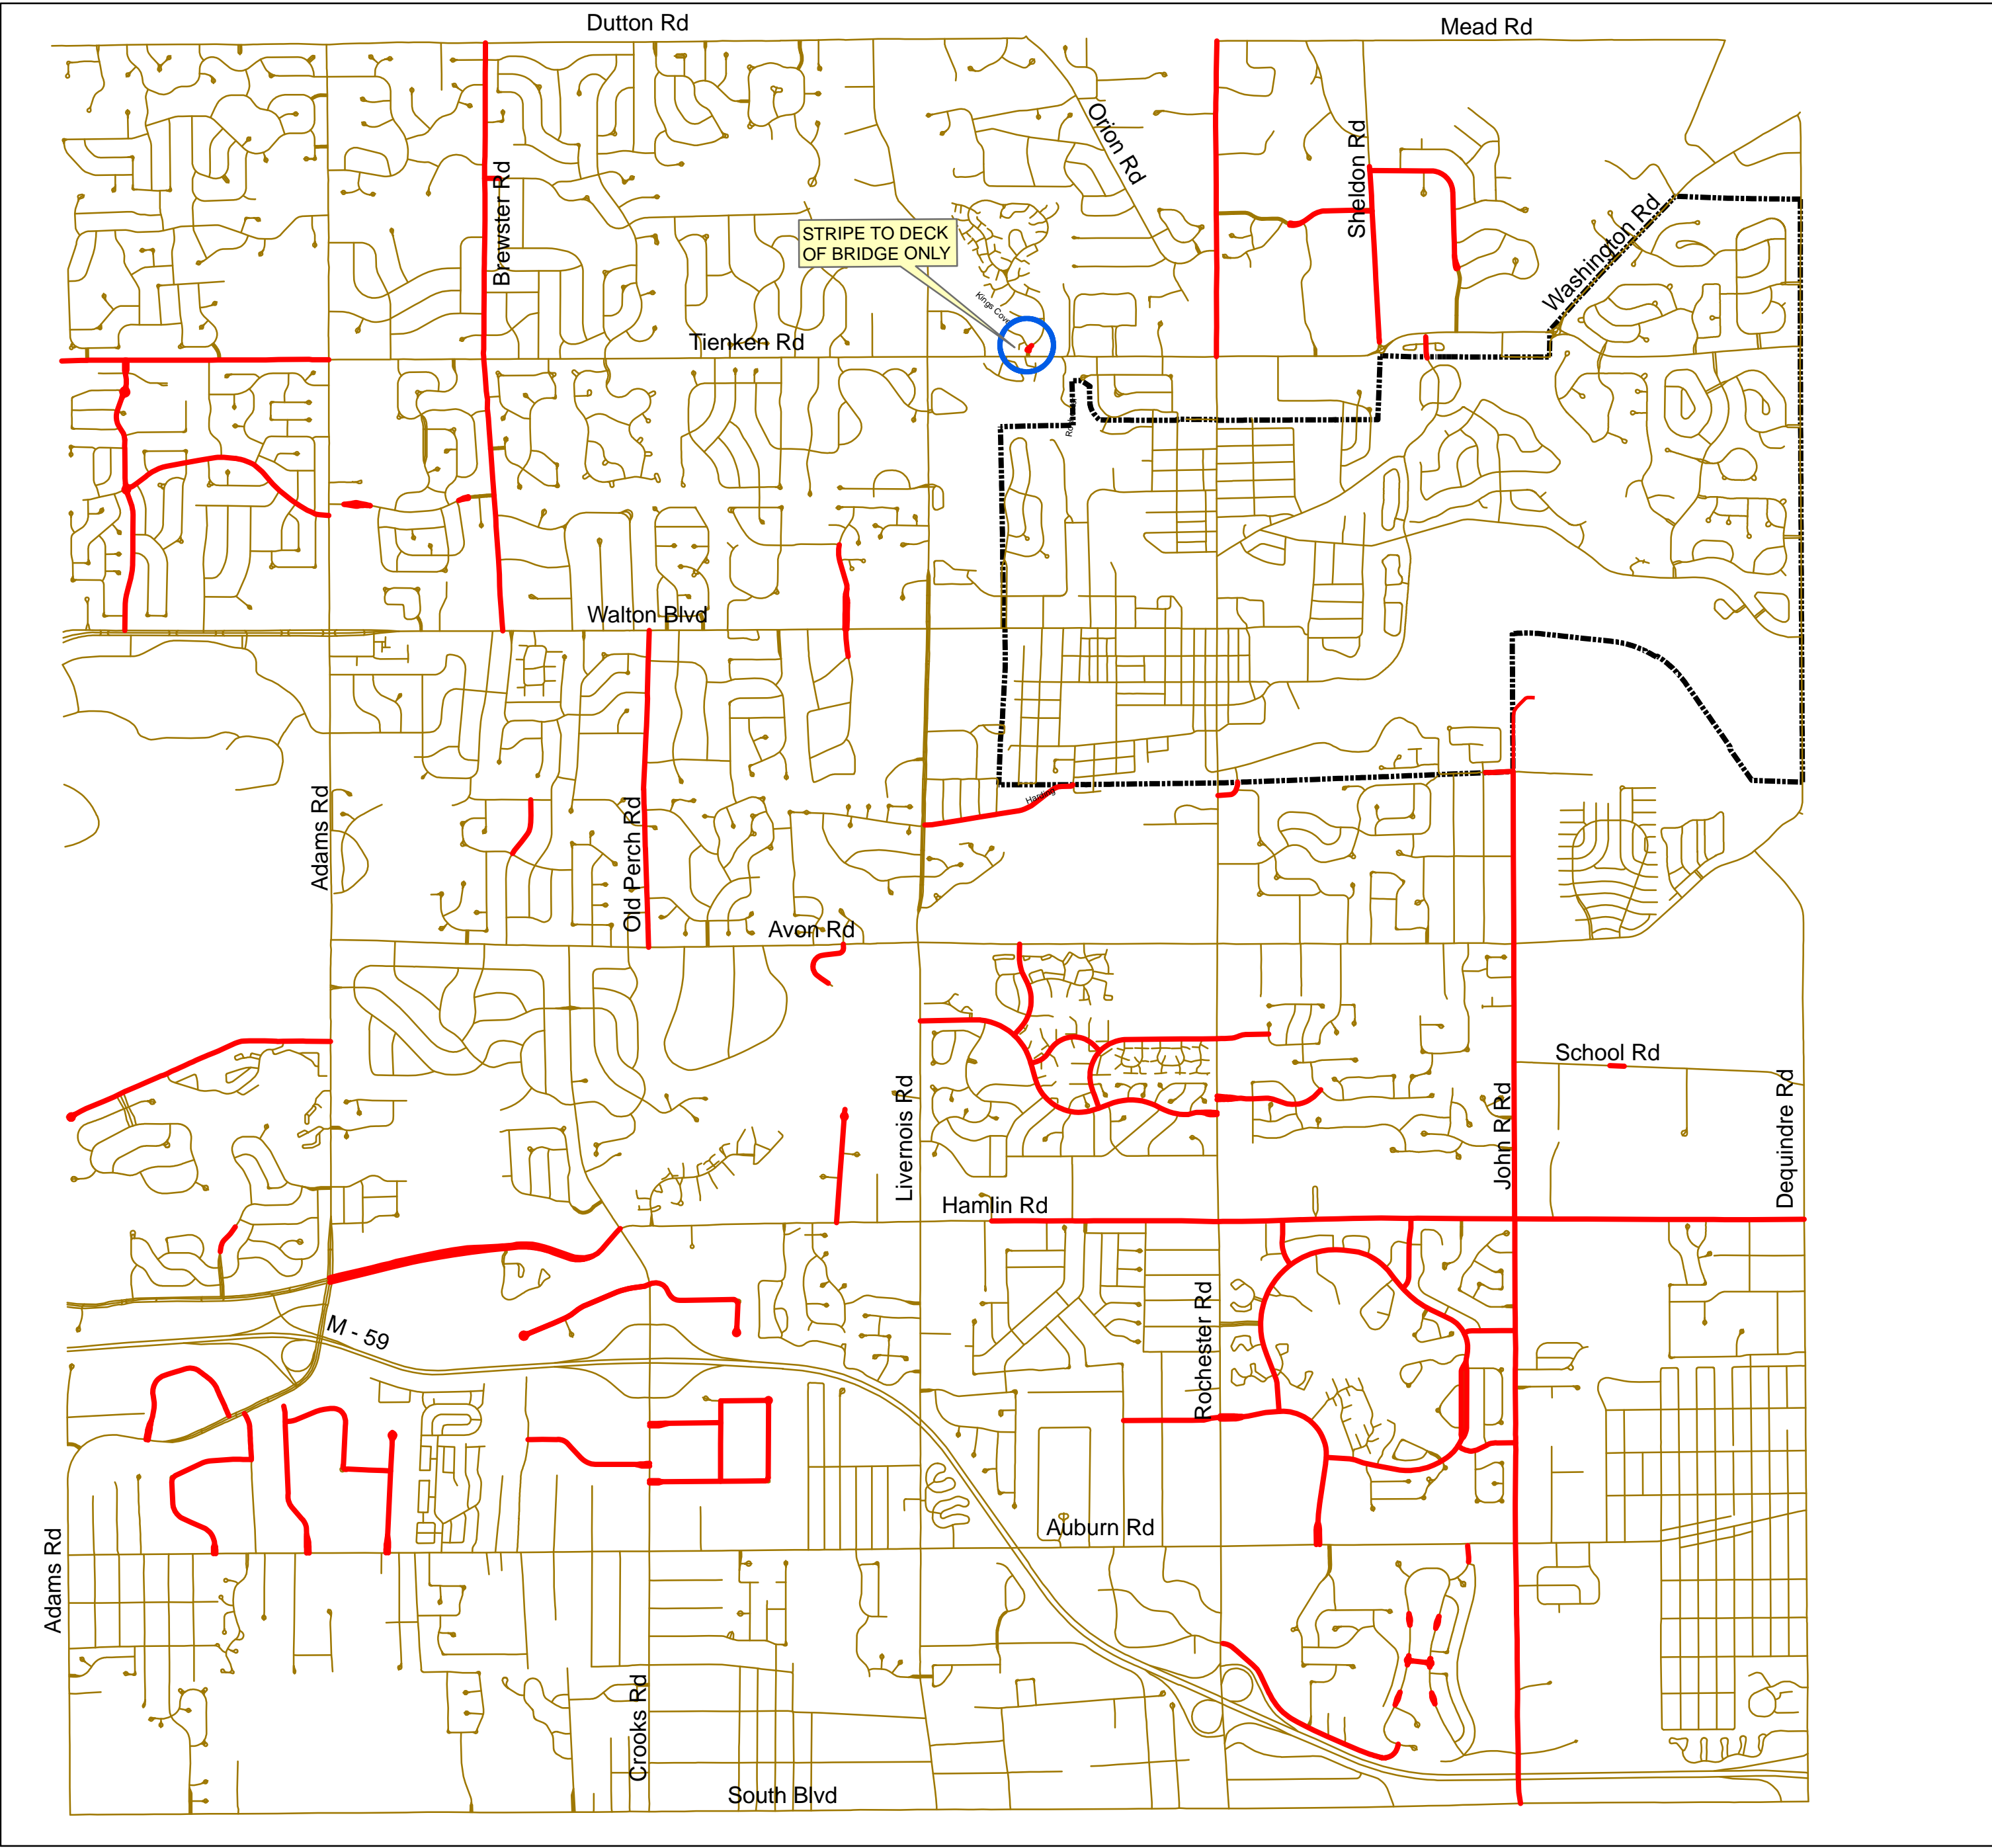 Dutton Rd
Mead Rd
Orion Rd
Sheldon Rd
Brewster Rd
Washington Rd
STRIPE TO DECK
OF BRIDGE ONLY
Tienken Rd
Walton Blvd
Adams Rd
Old Perch Rd
Harding
Avon Rd
School Rd
Livernois Rd
John R Rd
Dequindre Rd
Hamlin Rd
Rochester Rd
M - 59
Auburn Rd
Adams Rd
Crooks Rd
South Blvd